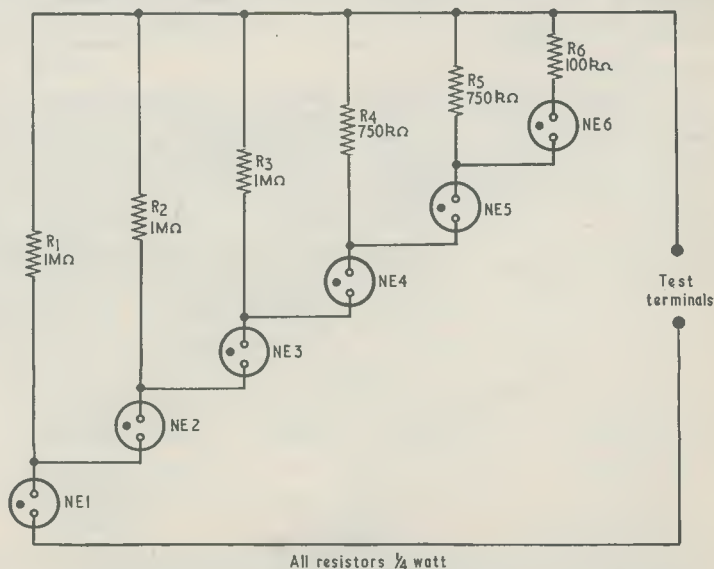 R6
100kΩ
R5
750kΩ
R4
750kΩ
NE6
R3
1MΩ
R2
1MΩ
NE5
R1
1MΩ
NE4
Test
terminals
NE3
NE2
NE1
All resistors ¼ watt